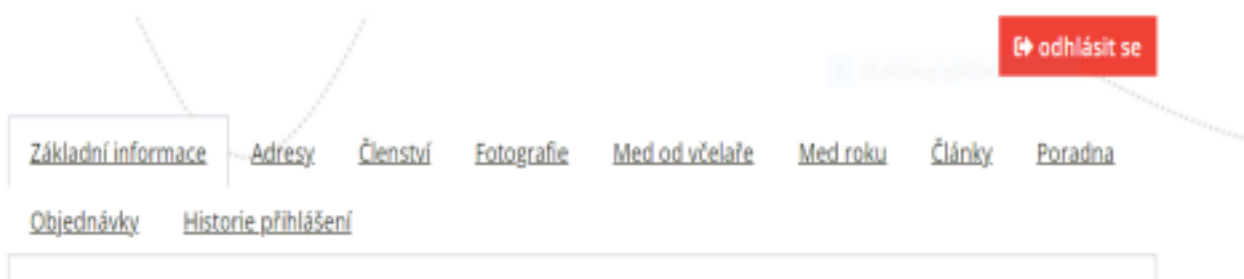 odhlásit se
Základní informace Adresy Členství Fotografie Med od včelaře Med roku Články Poradna
Objednávky Historie přihlášení